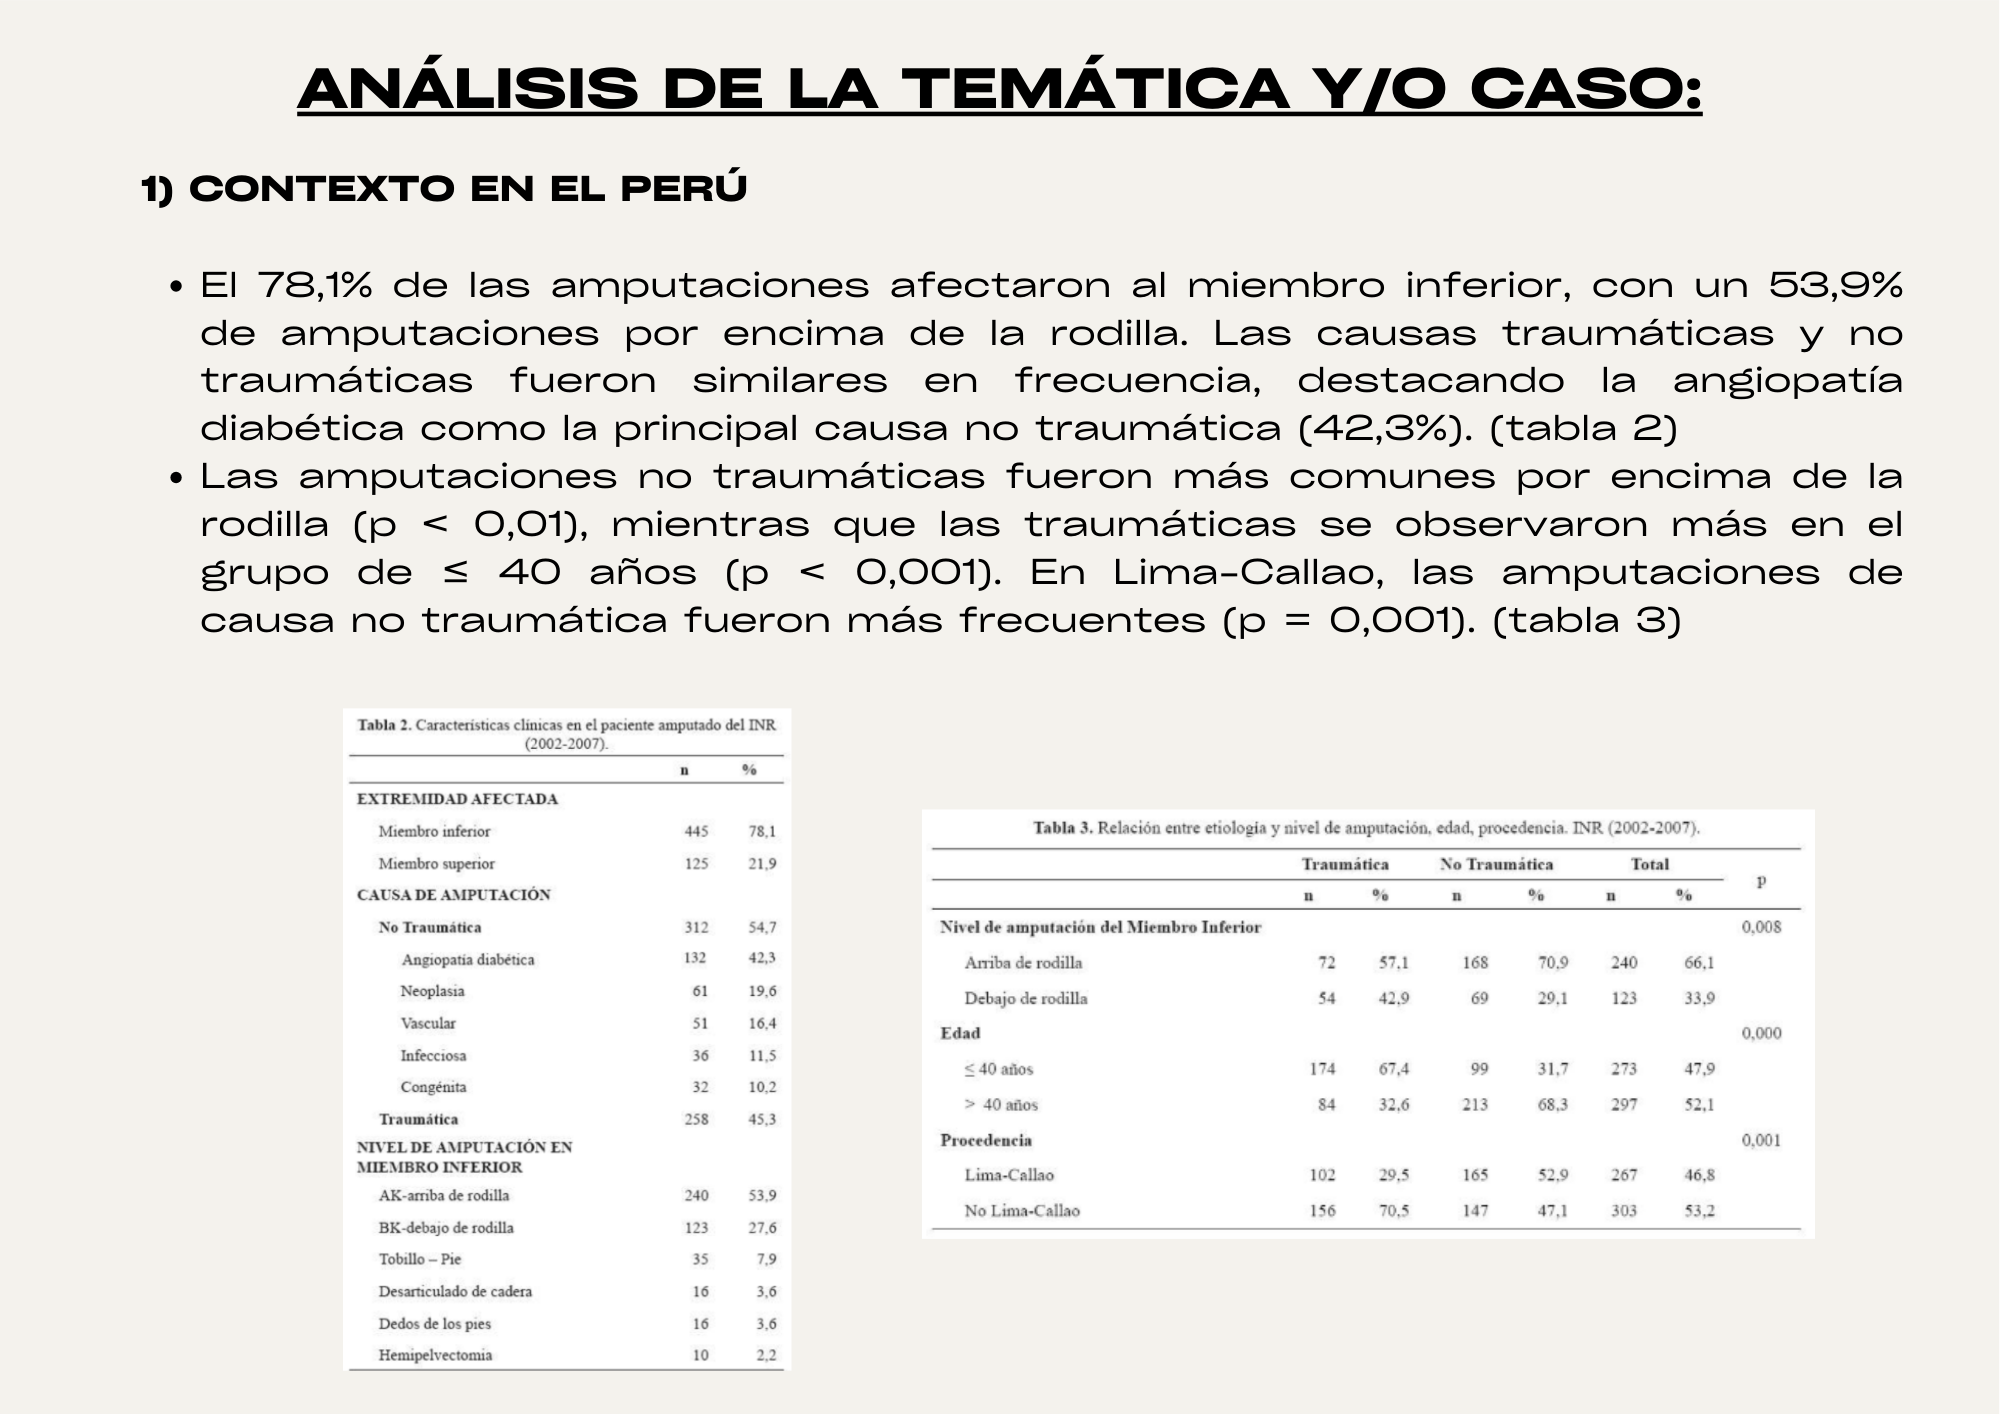 ANÁLISIS DE LA TEMÁTICA Y/O CASO:
1) CONTEXTO EN EL PERÚ
• El 78,1% de las amputaciones afectaron al miembro inferior, con un 53,9%
de amputaciones por encima de la rodilla. Las causas traumáticas y no
traumáticas fueron similares en frecuencia, destacando la angiopatía
diabética como la principal causa no traumática (42,3%). (tabla 2)
• Las amputaciones no traumáticas fueron más comunes por encima de la
rodilla (p < 0,01), mientras que las traumáticas se observaron más en el
grupo de ≤ 40 años (p < 0,001). En Lima-Callao, las amputaciones de
causa no traumática fueron más frecuentes (p = 0,001). (tabla 3)
Tabla 2. Características clínicas en el paciente amputado del INR
(2002-2007).
n %
EXTREMIDAD AFECTADA
Miembro inferior 445 78,1
Miembro superior 125 21,9
CAUSA DE AMPUTACIÓN
No Traumática 312 54,7
Angiopatía diabética 132 42,3
Neoplasia 61 19,6
Vascular 51 16,4
Infecciosa 36 11,5
Congénita 32 10,2
Traumática 258 45,3
NIVEL DE AMPUTACIÓN EN
MIEMBRO INFERIOR
AK-arriba de rodilla 240 53,9
BK-debajo de rodilla 123 27,6
Tobillo – Pie 35 7,9
Desarticulado de cadera 16 3,6
Dedos de los pies 16 3,6
Hemipelvectomia 10 2,2
Tabla 3. Relación entre etiología y nivel de amputación, edad, procedencia. INR (2002-2007).
Traumática No Traumática Total p
n % n % n %
Nivel de amputación del Miembro Inferior 0,008
Arriba de rodilla 72 57,1 168 70,9 240 66,1
Debajo de rodilla 54 42,9 69 29,1 123 33,9
Edad 0,000
≤ 40 años 174 67,4 99 31,7 273 47,9
> 40 años 84 32,6 213 68,3 297 52,1
Procedencia 0,001
Lima-Callao 102 29,5 165 52,9 267 46,8
No Lima-Callao 156 70,5 147 47,1 303 53,2